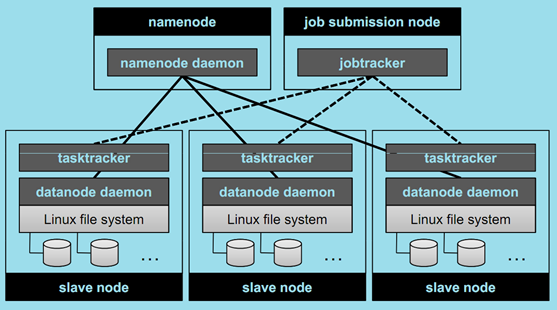 namenode
job submission node
namenode daemon
jobtracker
tasktracker
tasktracker
tasktracker
datanode daemon
datanode daemon
datanode daemon
Linux file system
Linux file system
Linux file system
...
...
...
slave node
slave node
slave node